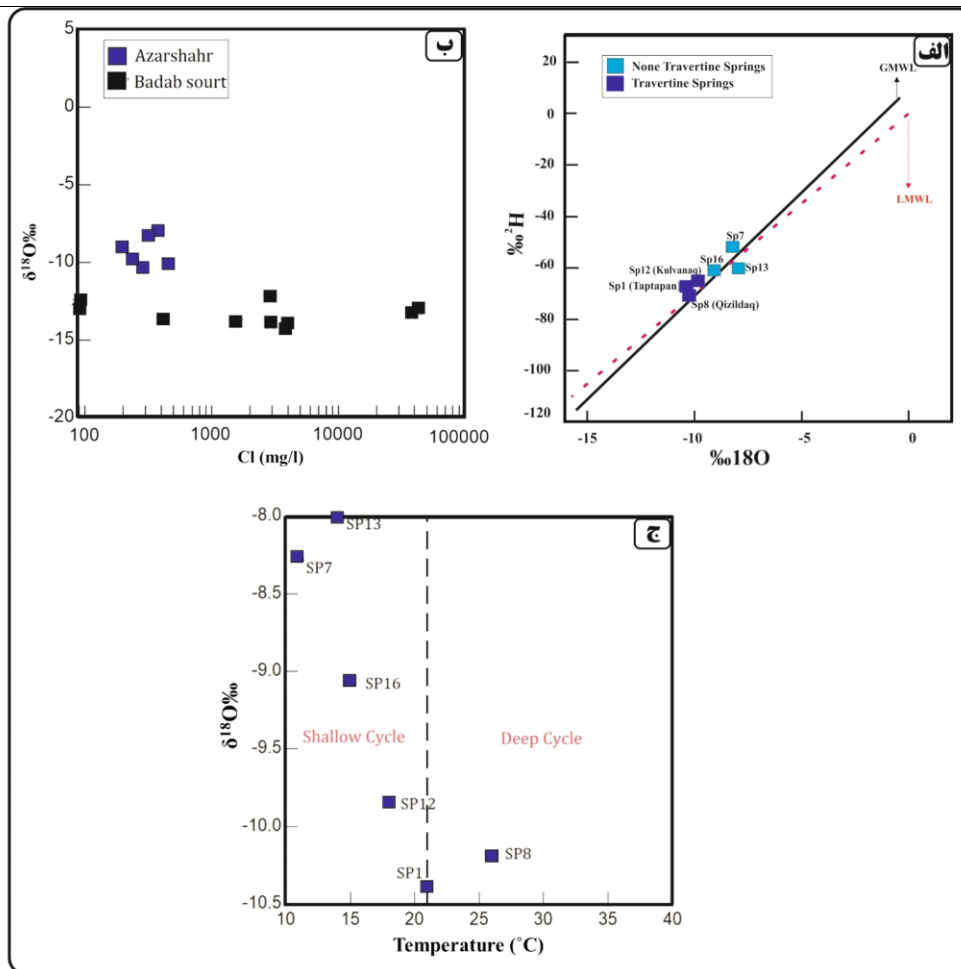 الف
None Travertine Springs
Travertine Springs
GMWL
LMWL
20
0
-20
-40
-60
-80
-100
-120
‰²H
Sp7
Sp16
Sp13
Sp12 (Kulvanaq)
Sp1 (Taptapan)
Sp8 (Qizildaq)
-15
-10
-5
0
‰18O
ب
Azarshahr
Badab sourt
5
0
-5
-10
-15
-20
δ¹⁸O‰
100
1000
10000
100000
Cl (mg/l)
ج
-8.0
-8.5
-9.0
-9.5
-10.0
-10.5
δ¹⁸O‰
SP13
SP7
SP16
Shallow Cycle
Deep Cycle
SP12
SP8
SP1
10
15
20
25
30
35
40
Temperature (˚C)